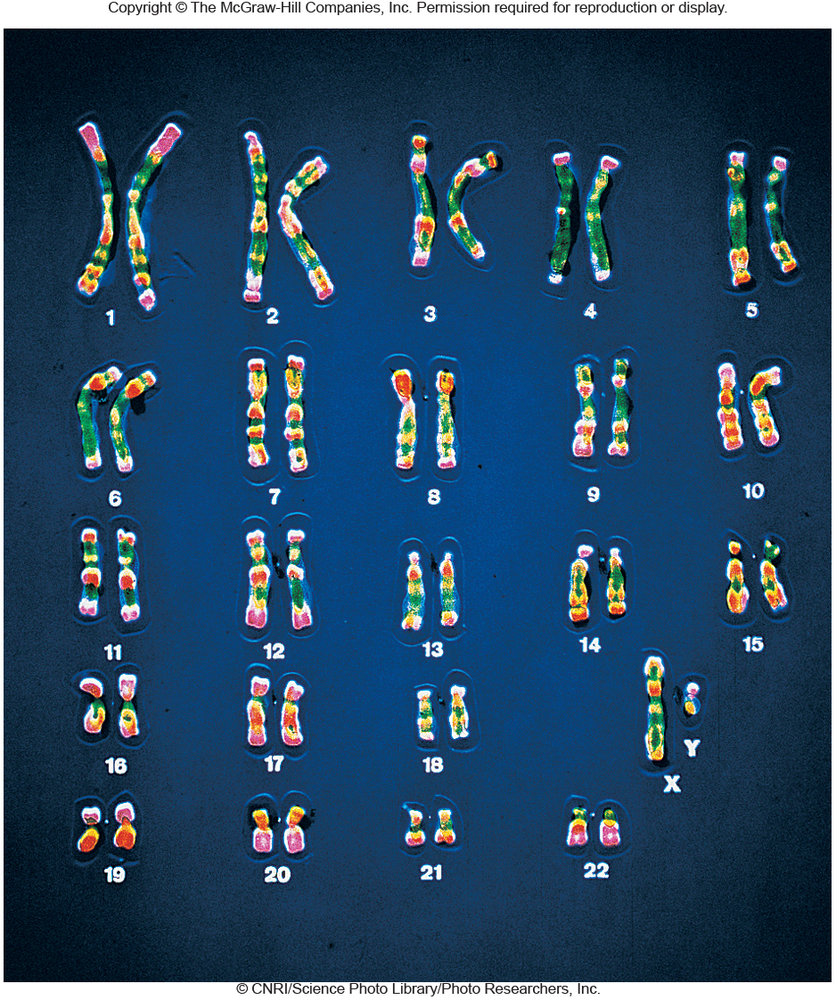 Copyright © The McGraw-Hill Companies, Inc. Permission required for reproduction or display.
1 2 3 4 5
6 7 8 9 10
11 12 13 14 15
16 17 18 Y
X
19 20 21 22
© CNRI/Science Photo Library/Photo Researchers, Inc.